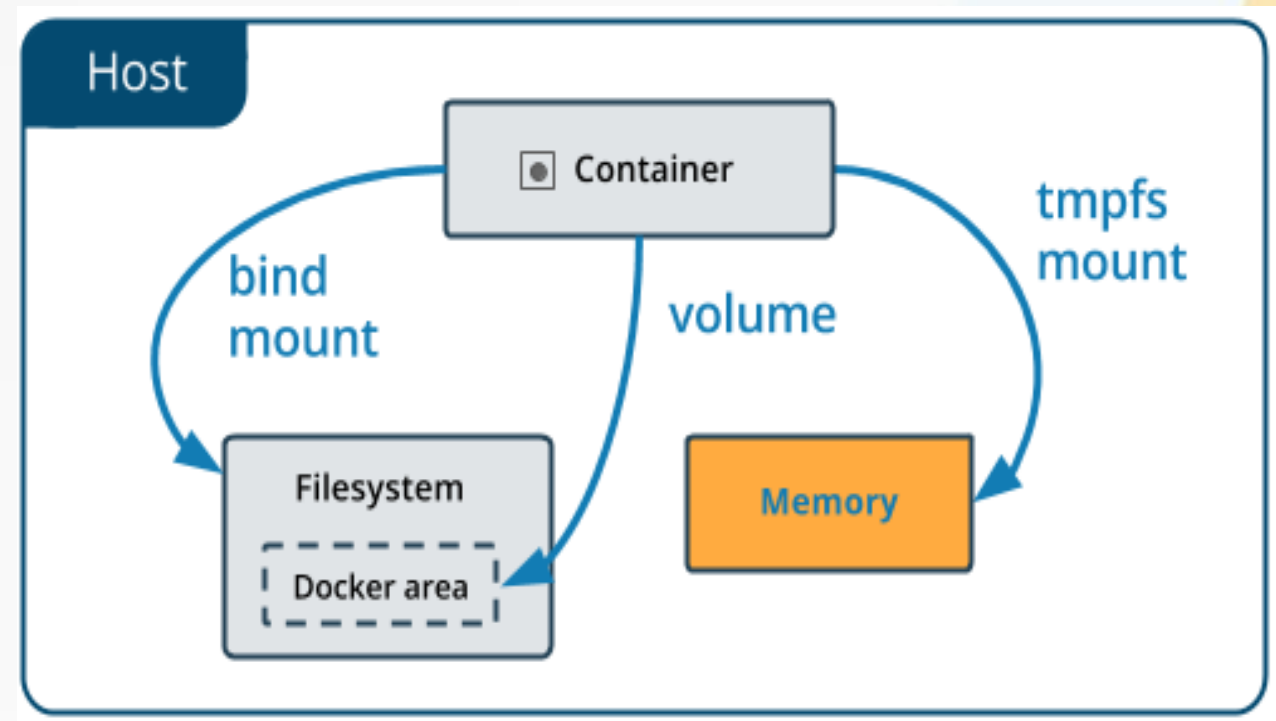 Host
Container
tmpfs
mount
bind
mount
volume
Filesystem
Memory
Docker area